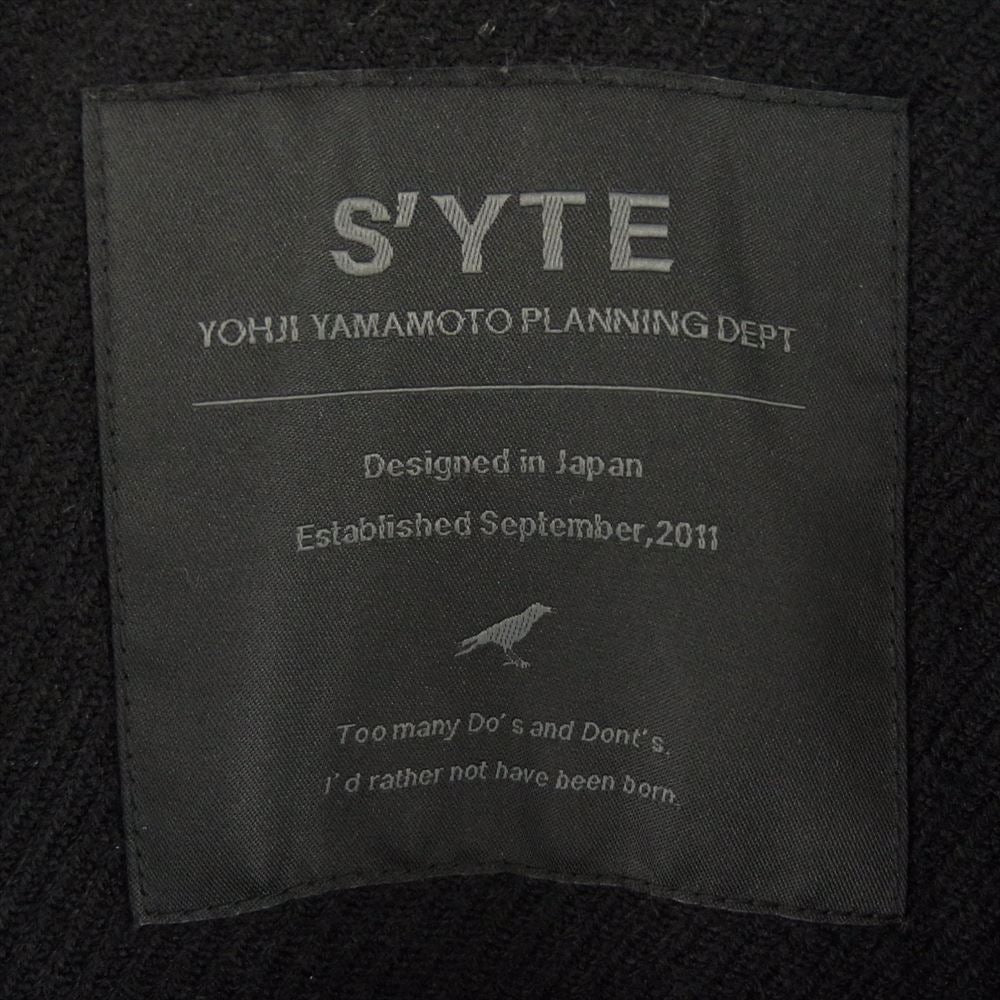 S'YTE
YOHJI YAMAMOTO PLANNING DEPT
Designed in Japan
Established September,2011
Too many Do's and Dont's.
I'd rather not have been born.